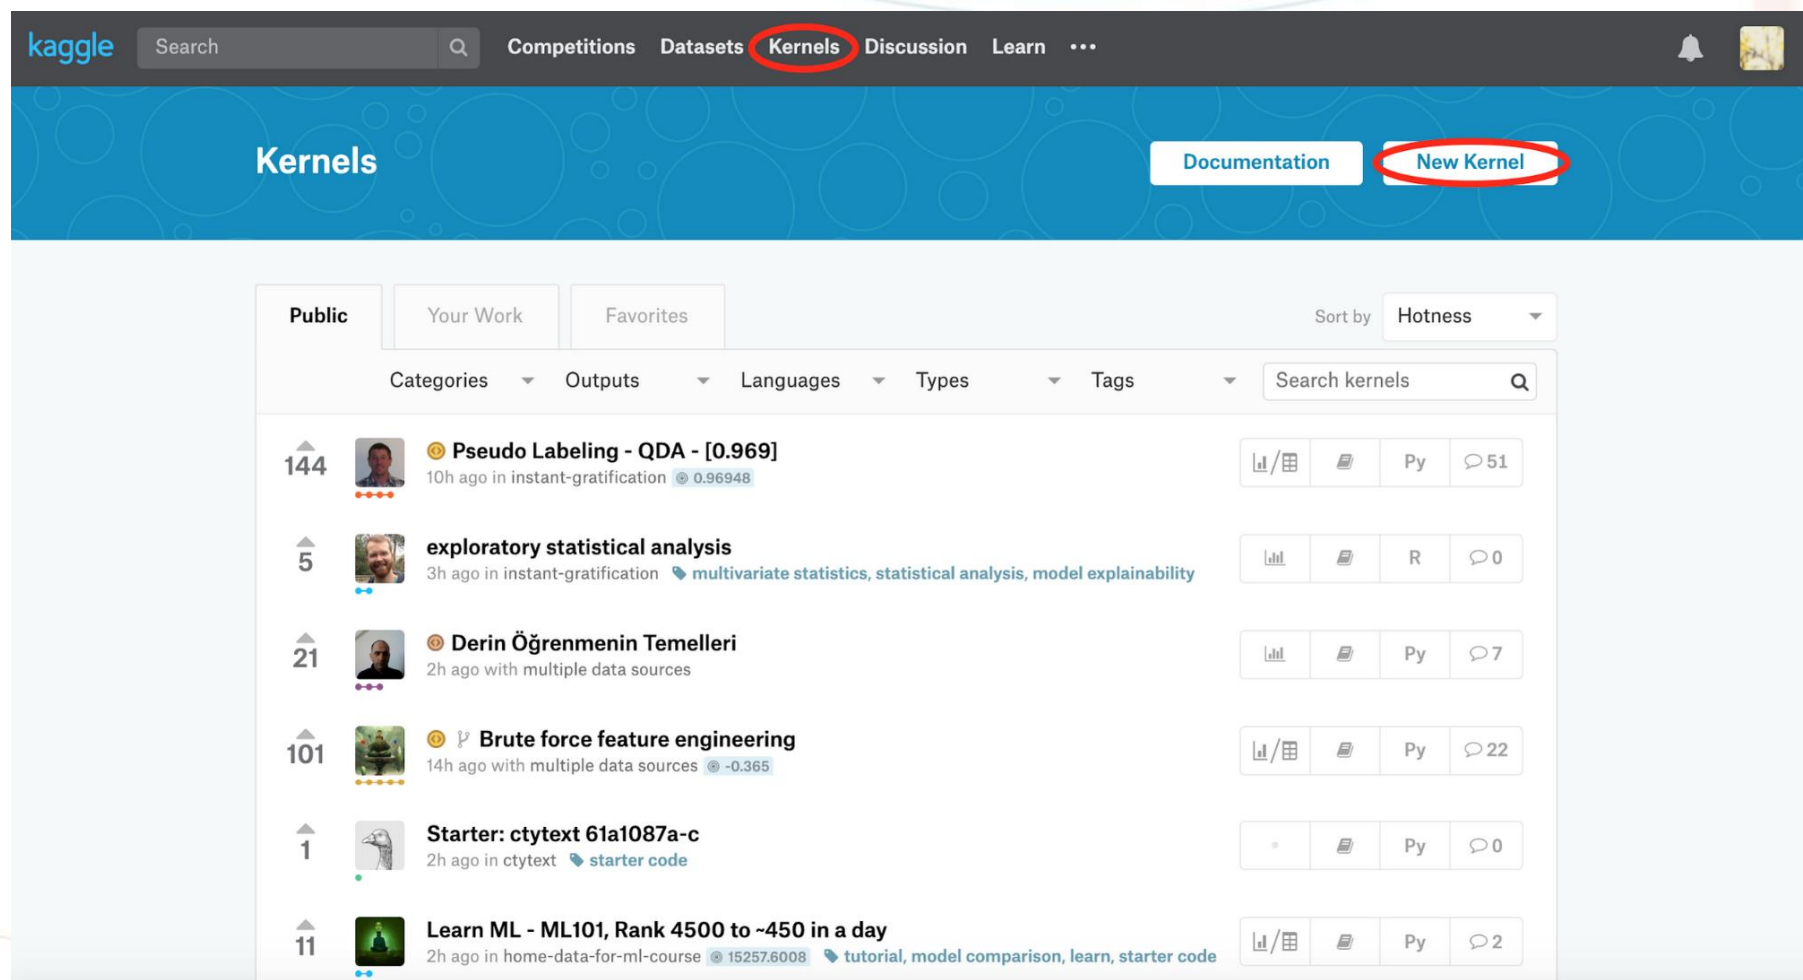 kaggle Search Competitions Datasets Kernels Discussion Learn
Kernels Documentation New Kernel
Public Your Work Favorites Sort by Hotness
Categories Outputs Languages Types Tags Search kernels
144 Pseudo Labeling - QDA - [0.969]
10h ago in instant-gratification 0.96948 Py 51
5 exploratory statistical analysis
3h ago in instant-gratification multivariate statistics, statistical analysis, model explainability R 0
21 Derin Öğrenmenin Temelleri
2h ago with multiple data sources Py 7
101 Brute force feature engineering
14h ago with multiple data sources -0.365 Py 22
1 Starter: ctytext 61a1087a-c
2h ago in ctytext starter code Py 0
11 Learn ML - ML101, Rank 4500 to ~450 in a day
2h ago in home-data-for-ml-course 15257.6008 tutorial, model comparison, learn, starter code Py 2